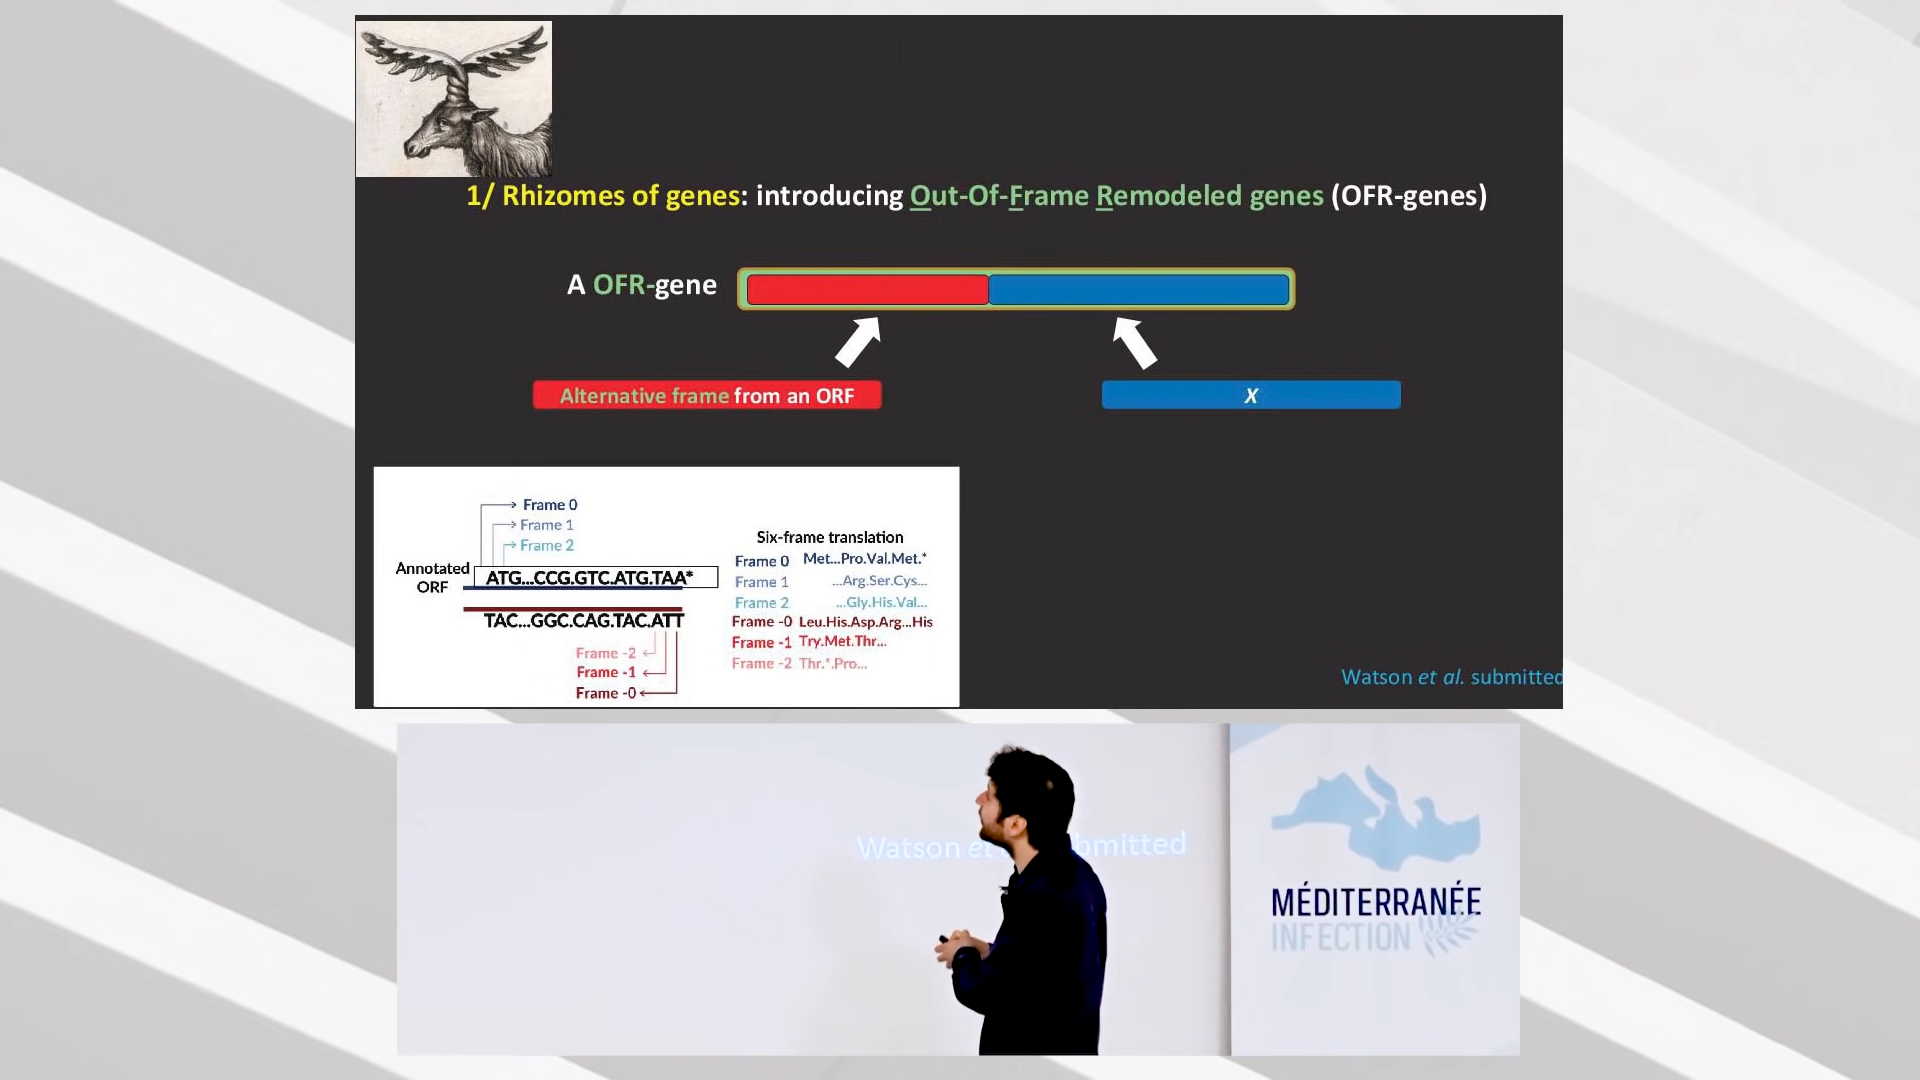 1/ Rhizomes of genes: introducing Out-Of-Frame Remodeled genes (OFR-genes)
A OFR-gene
Alternative frame from an ORF
X
Frame 0
Frame 1
Frame 2
Annotated
ORF
ATG...CCG.GTC.ATG.TAA*
TAC...GGC.CAG.TAC.ATT
Frame -2
Frame -1
Frame -0
Six-frame translation
Frame 0 Met...Pro.Val.Met.*
Frame 1 ...Arg.Ser.Cys...
Frame 2 ...Gly.His.Val...
Frame -0 Leu.His.Asp.Arg...His
Frame -1 Try.Met.Thr...
Frame -2 Thr.*.Pro...
Watson et al. submitted
Watson et bmitted
MÉDITERRANÉE
INFECTION